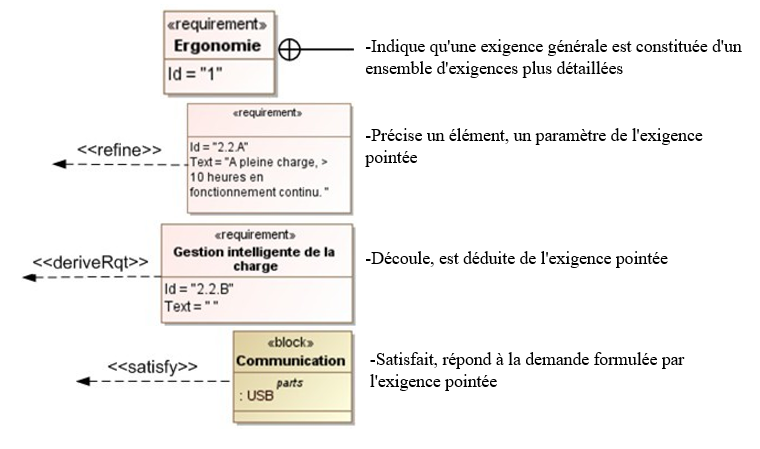 «requirement»
Ergonomie
Id = "1"
-Indique qu'une exigence générale est constituée d'un
ensemble d'exigences plus détaillées
«requirement»
<<refine>>
Id = "2.2.A"
Text = "A pleine charge, >
10 heures en
fonctionnement continu. "
-Précise un élément, un paramètre de l'exigence
pointée
«requirement»
Gestion intelligente de la
charge
<<deriveRqt>>
Id = "2.2.B"
Text = " "
-Découle, est déduite de l'exigence pointée
«block»
Communication
<<satisfy>>
parts
: USB
-Satisfait, répond à la demande formulée par
l'exigence pointée